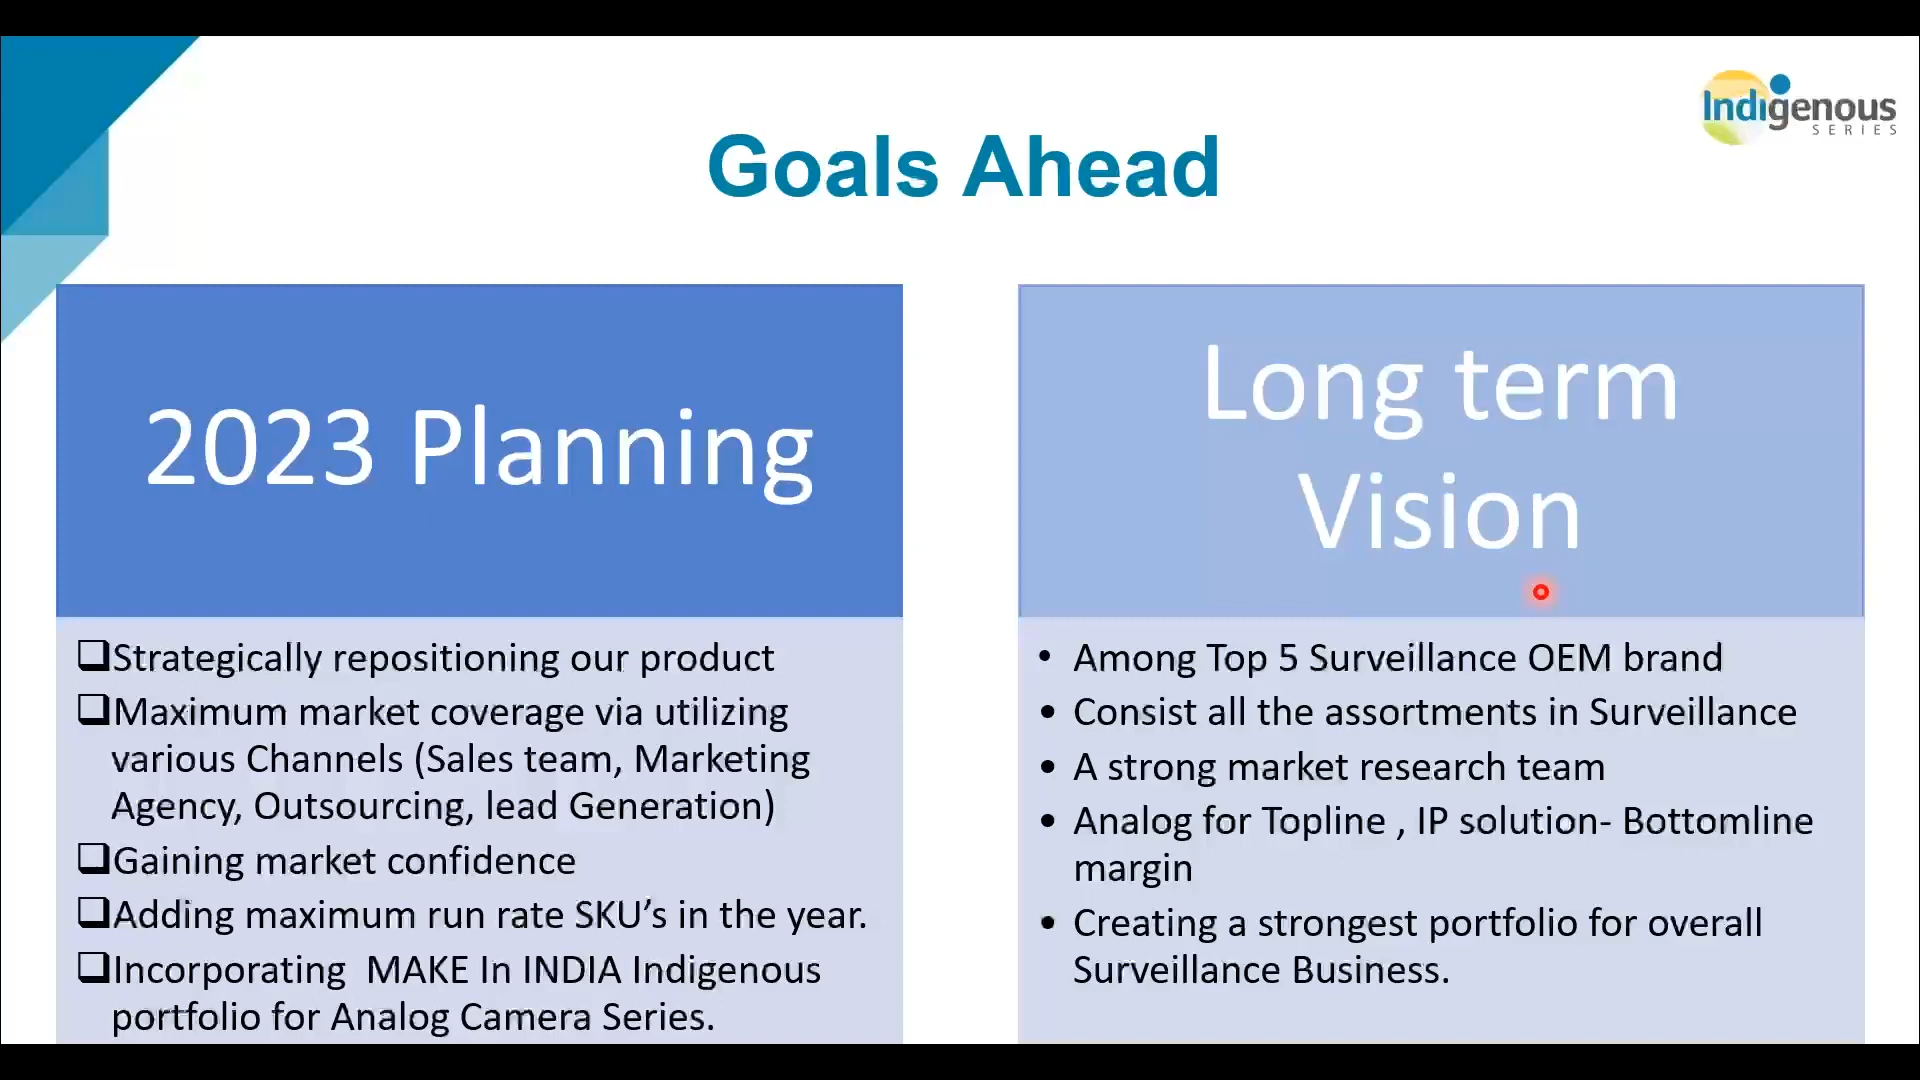 Indigenous
SERIES
Goals Ahead
2023 Planning
Strategically repositioning our product
Maximum market coverage via utilizing
various Channels (Sales team, Marketing
Agency, Outsourcing, lead Generation)
Gaining market confidence
Adding maximum run rate SKU’s in the year.
Incorporating  MAKE In INDIA Indigenous
portfolio for Analog Camera Series.
Long term
Vision
• Among Top 5 Surveillance OEM brand
• Consist all the assortments in Surveillance
• A strong market research team
• Analog for Topline , IP solution- Bottomline
margin
• Creating a strongest portfolio for overall
Surveillance Business.